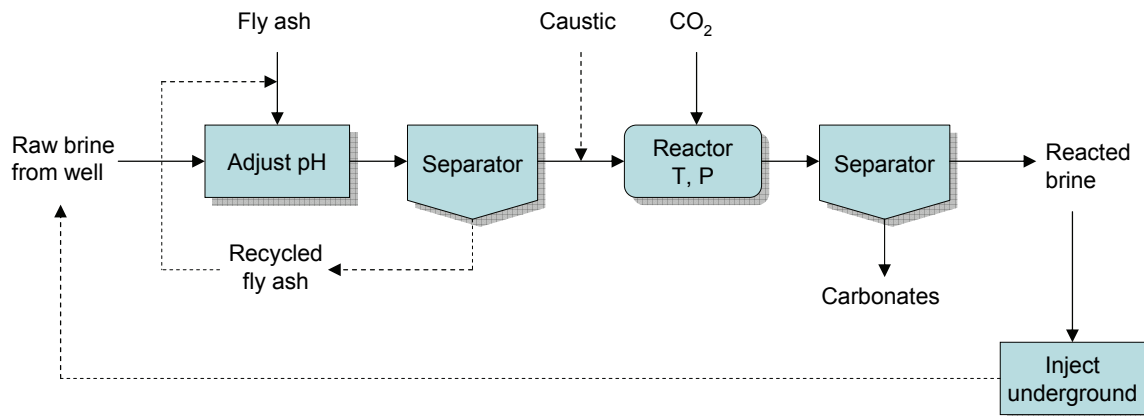 Fly ash
Caustic
CO₂
Raw brine
from well
Adjust pH
Separator
Reactor
T, P
Separator
Reacted
brine
Recycled
fly ash
Carbonates
Inject
underground